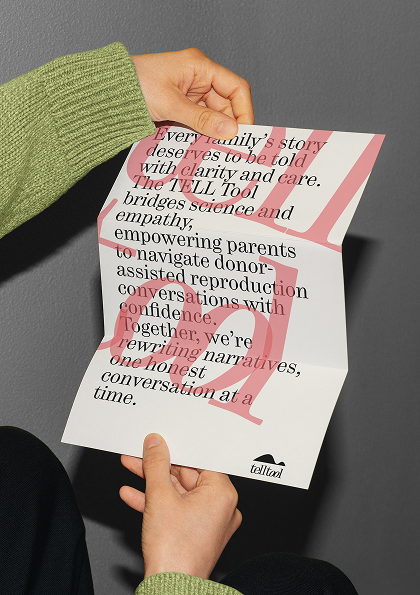 Every family's story
deserves to be told
with clarity and care.
The TELL Tool
bridges science and
empathy,
empowering parents
to navigate donor-
assisted reproduction
conversations with
confidence.
Together, we're
rewriting narratives,
one honest
conversation at a
time.
telltool